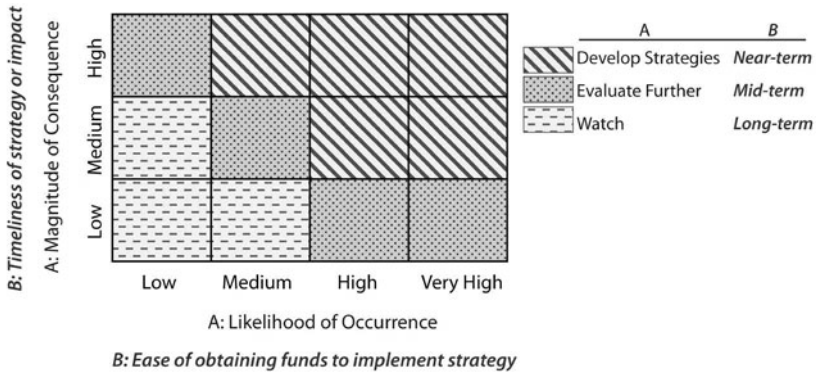 B: Timeliness of strategy or impact
A: Magnitude of Consequence
High
Medium
Low
Low Medium High Very High
A: Likelihood of Occurrence
B: Ease of obtaining funds to implement strategy
A B
Develop Strategies Near-term
Evaluate Further Mid-term
Watch Long-term